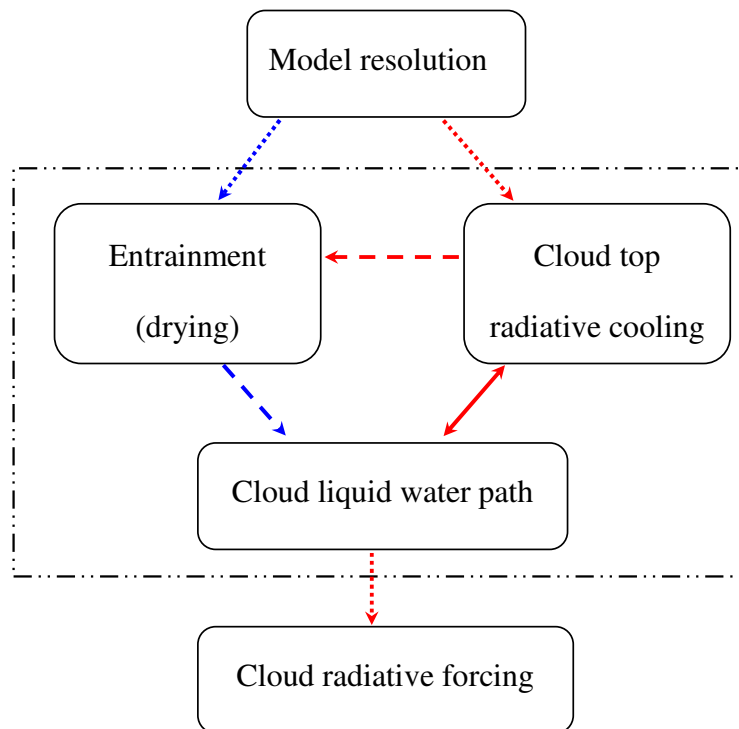 Model resolution
Entrainment
(drying)
Cloud top
radiative cooling
Cloud liquid water path
Cloud radiative forcing